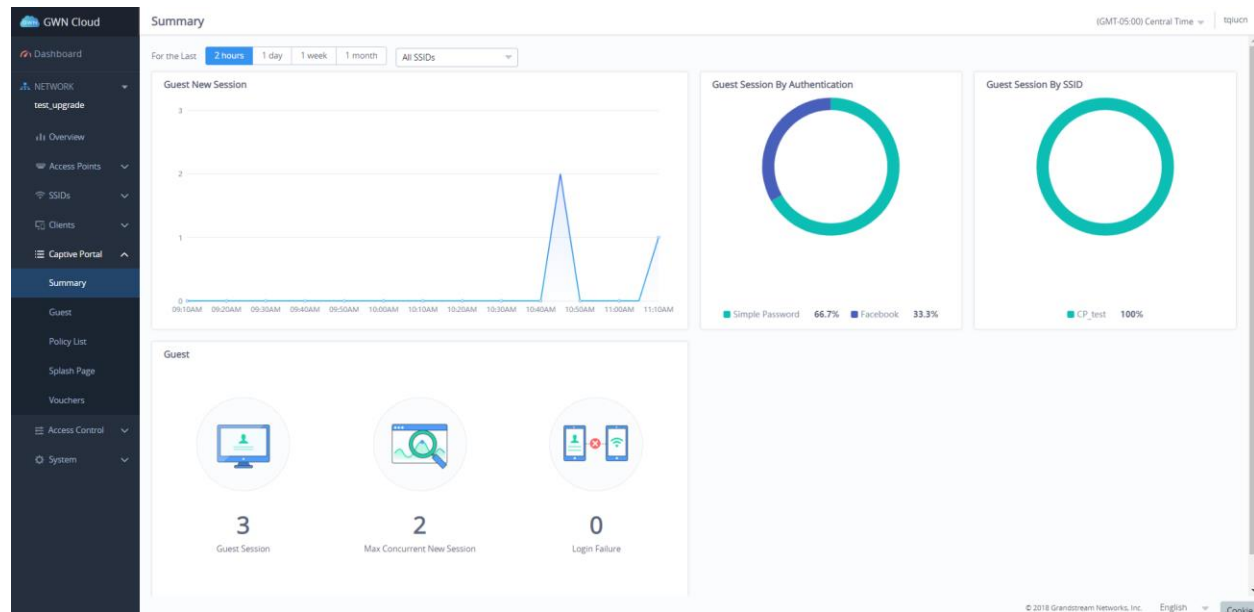 GWN Cloud
Summary
(GMT-05:00) Central Time
tqiucn
Dashboard
NETWORK
test_upgrade
Overview
Access Points
SSIDs
Clients
Captive Portal
Summary
Guest
Policy List
Splash Page
Vouchers
Access Control
System
For the Last 2 hours 1 day 1 week 1 month All SSIDs
Guest New Session
3
2
1
0
09:10AM 09:20AM 09:30AM 09:40AM 09:50AM 10:00AM 10:10AM 10:20AM 10:30AM 10:40AM 10:50AM 11:00AM 11:10AM
Guest Session By Authentication
Simple Password 66.7% Facebook 33.3%
Guest Session By SSID
CP_test 100%
Guest
3 2 0
Guest Session Max Concurrent New Session Login Failure
© 2018 Grandstream Networks, Inc. English Cookie